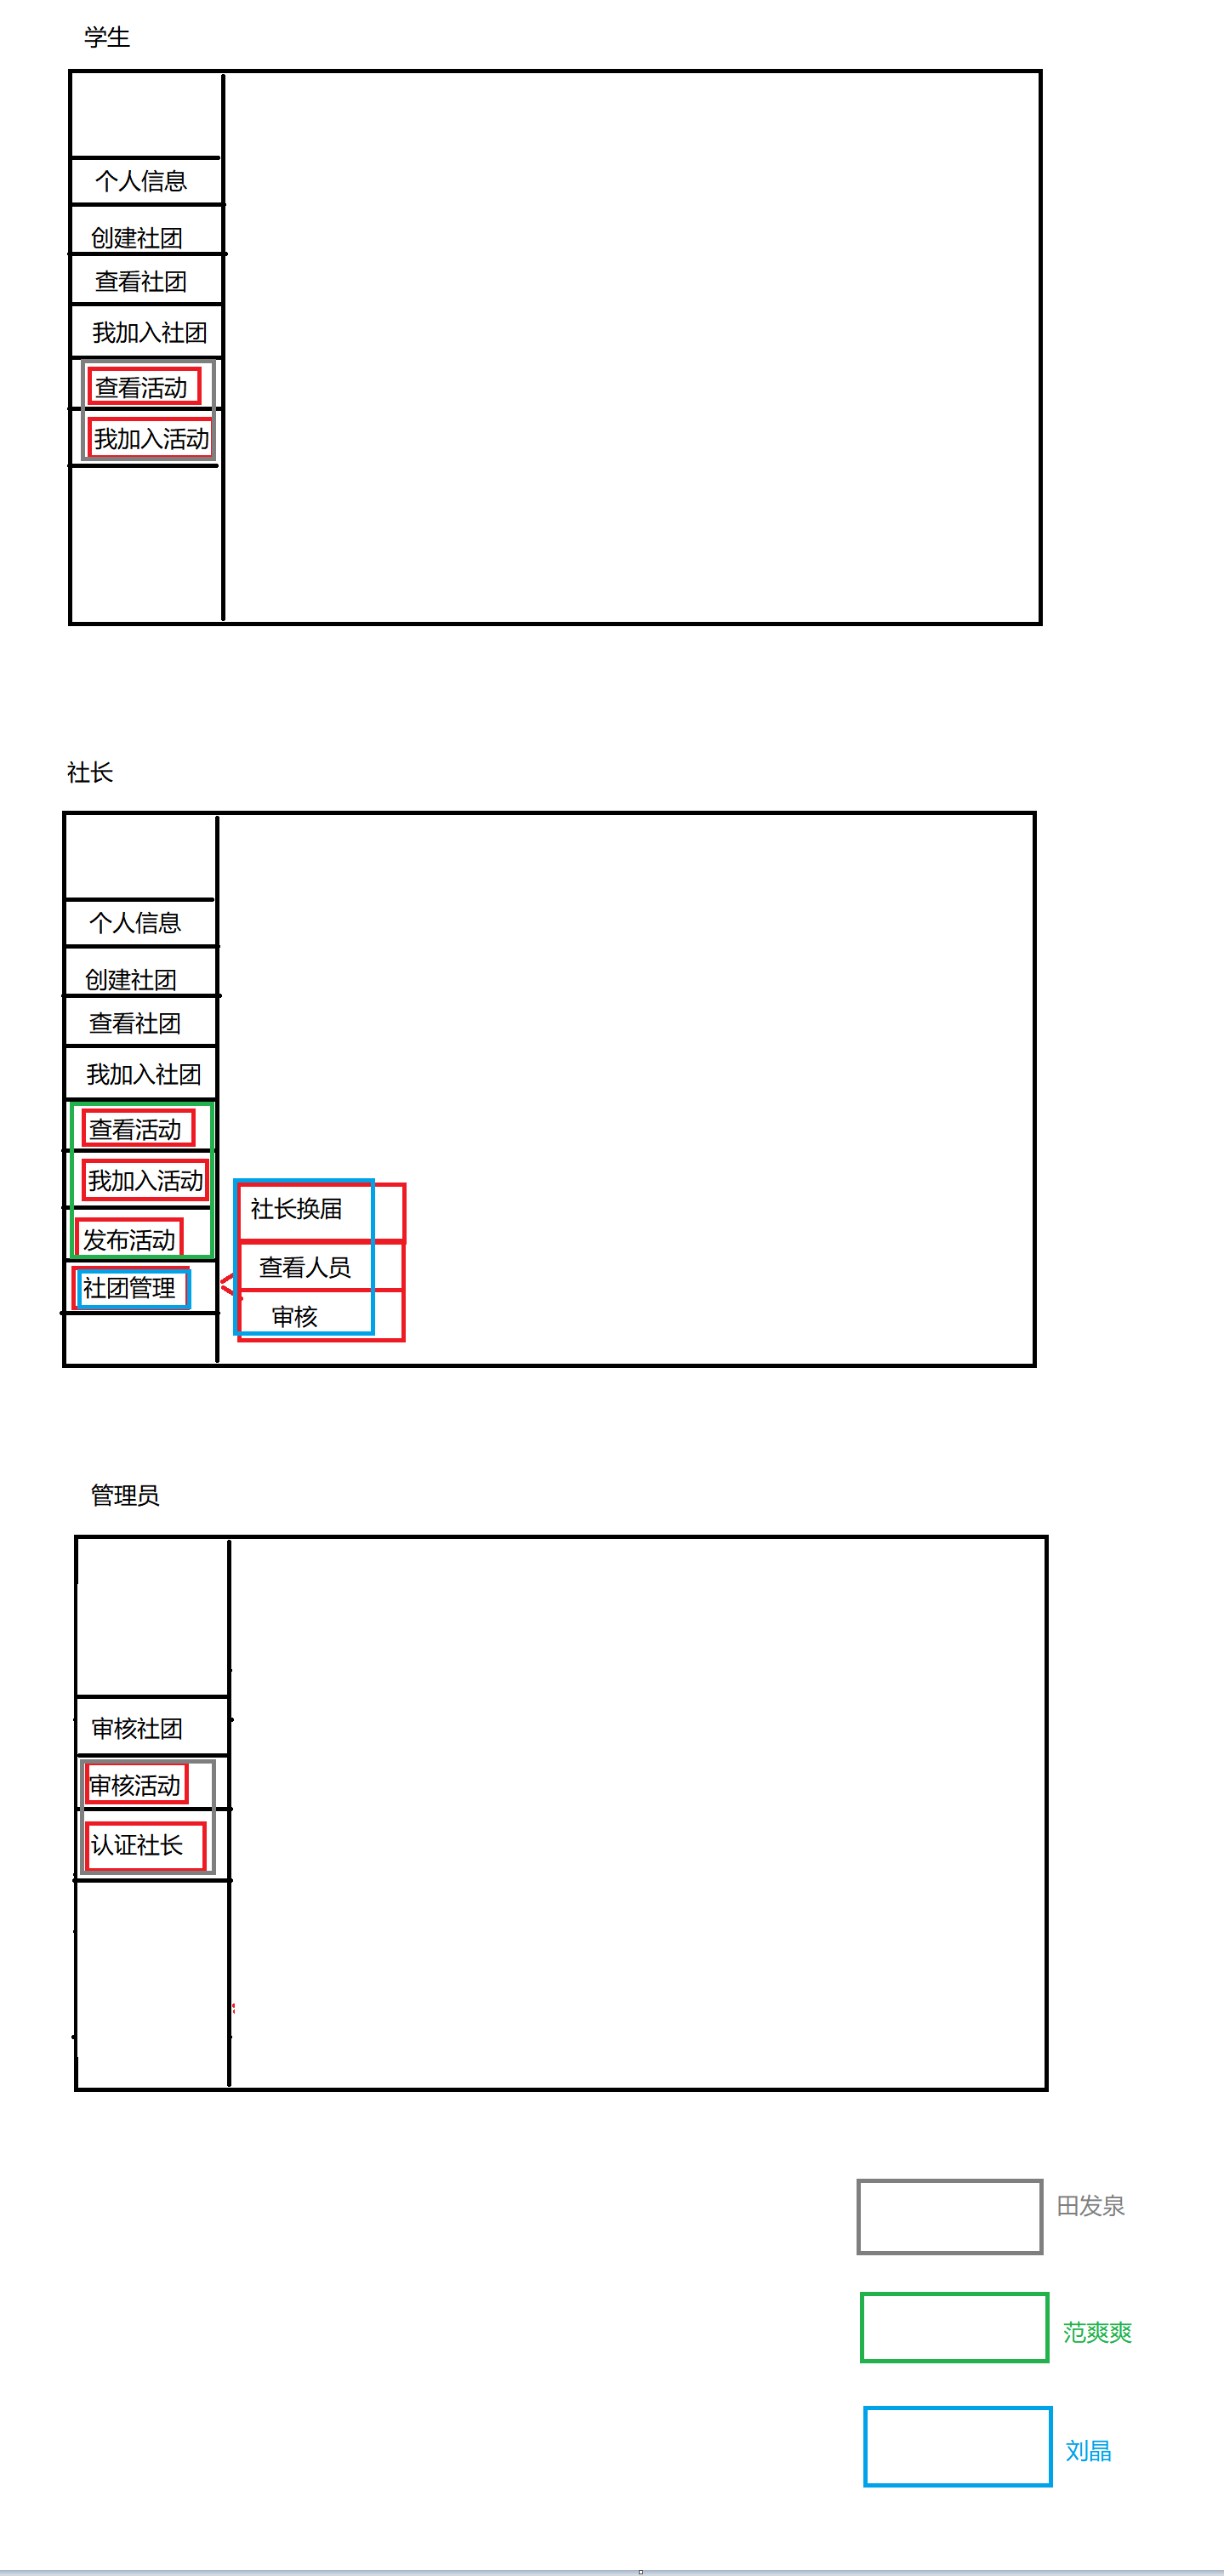 学生
个人信息
创建社团
查看社团
我加入社团
查看活动
我加入活动
社长
个人信息
创建社团
查看社团
我加入社团
查看活动
我加入活动
发布活动
社团管理
社长换届
查看人员
审核
管理员
审核社团
审核活动
认证社长
田发泉
范爽爽
刘晶